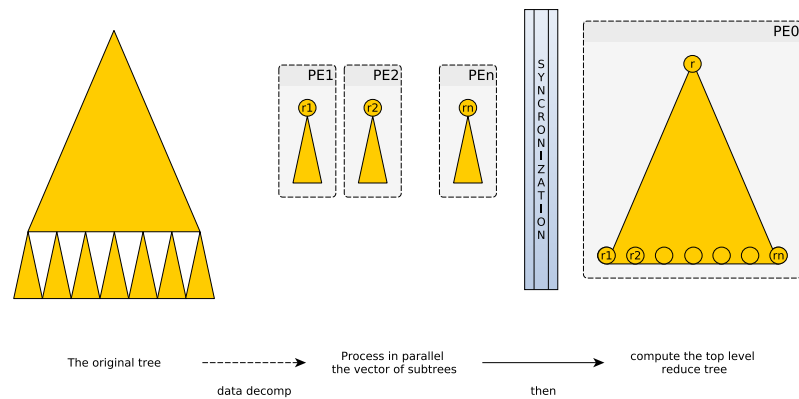 PE1
PE2
PEn
PE0
r1
r2
rn
SYNCRONIZATION
r
r1
r2
rn
The original tree
data decomp
Process in parallel
the vector of subtrees
then
compute the top level
reduce tree